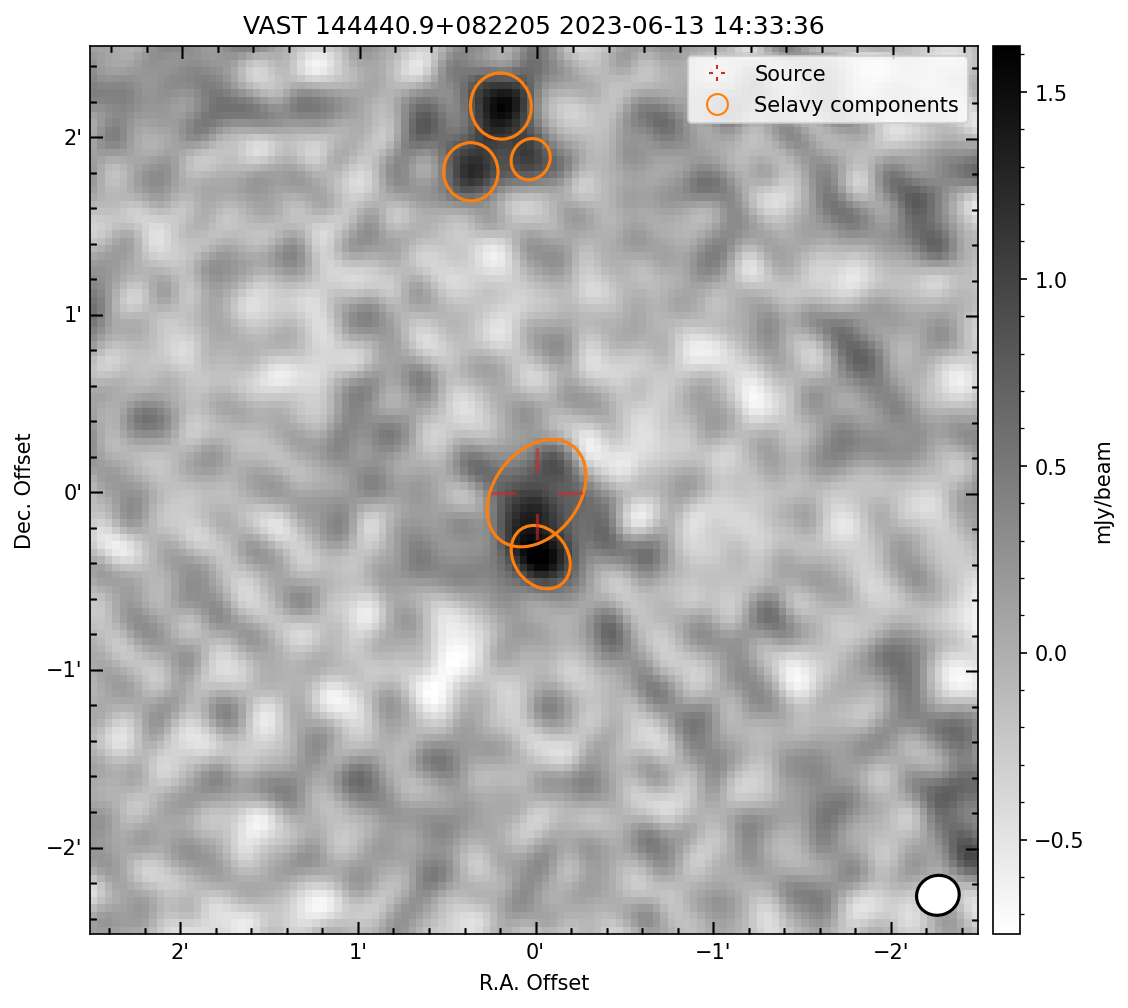 VAST 144440.9+082205 2023-06-13 14:33:36
Source
Selavy components
2'
1'
0'
−1'
−2'
Dec. Offset
2'
1'
0'
−1'
−2'
R.A. Offset
1.5
1.0
0.5
0.0
−0.5
mJy/beam